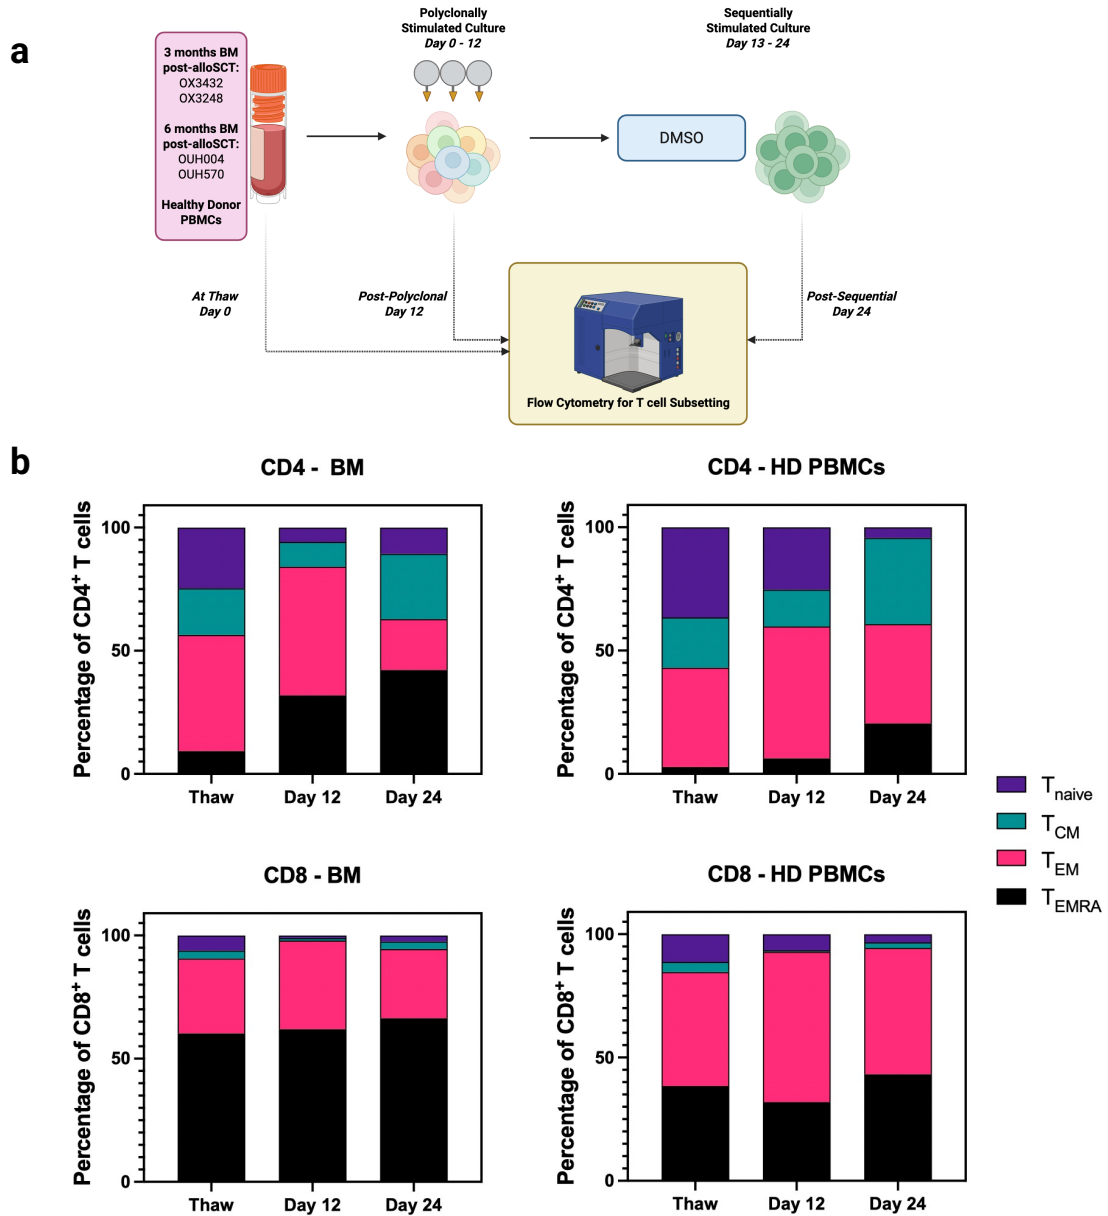 a
3 months BM
post-alloSCT:
OX3432
OX3248
6 months BM
post-alloSCT:
OUH004
OUH570
Healthy Donor
PBMCs
Polyclonally
Stimulated Culture
Day 0 - 12
DMSO
Sequentially
Stimulated Culture
Day 13 - 24
At Thaw
Day 0
Post-Polyclonal
Day 12
Post-Sequential
Day 24
Flow Cytometry for T cell Subsetting
b
CD4 - BM
Percentage of CD4⁺ T cells
100
50
0
Thaw Day 12 Day 24
CD4 - HD PBMCs
Percentage of CD4⁺ T cells
100
50
0
Thaw Day 12 Day 24
CD8 - BM
Percentage of CD8⁺ T cells
100
50
0
Thaw Day 12 Day 24
CD8 - HD PBMCs
Percentage of CD8⁺ T cells
100
50
0
Thaw Day 12 Day 24
Tnaive
TCM
TEM
TEMRA